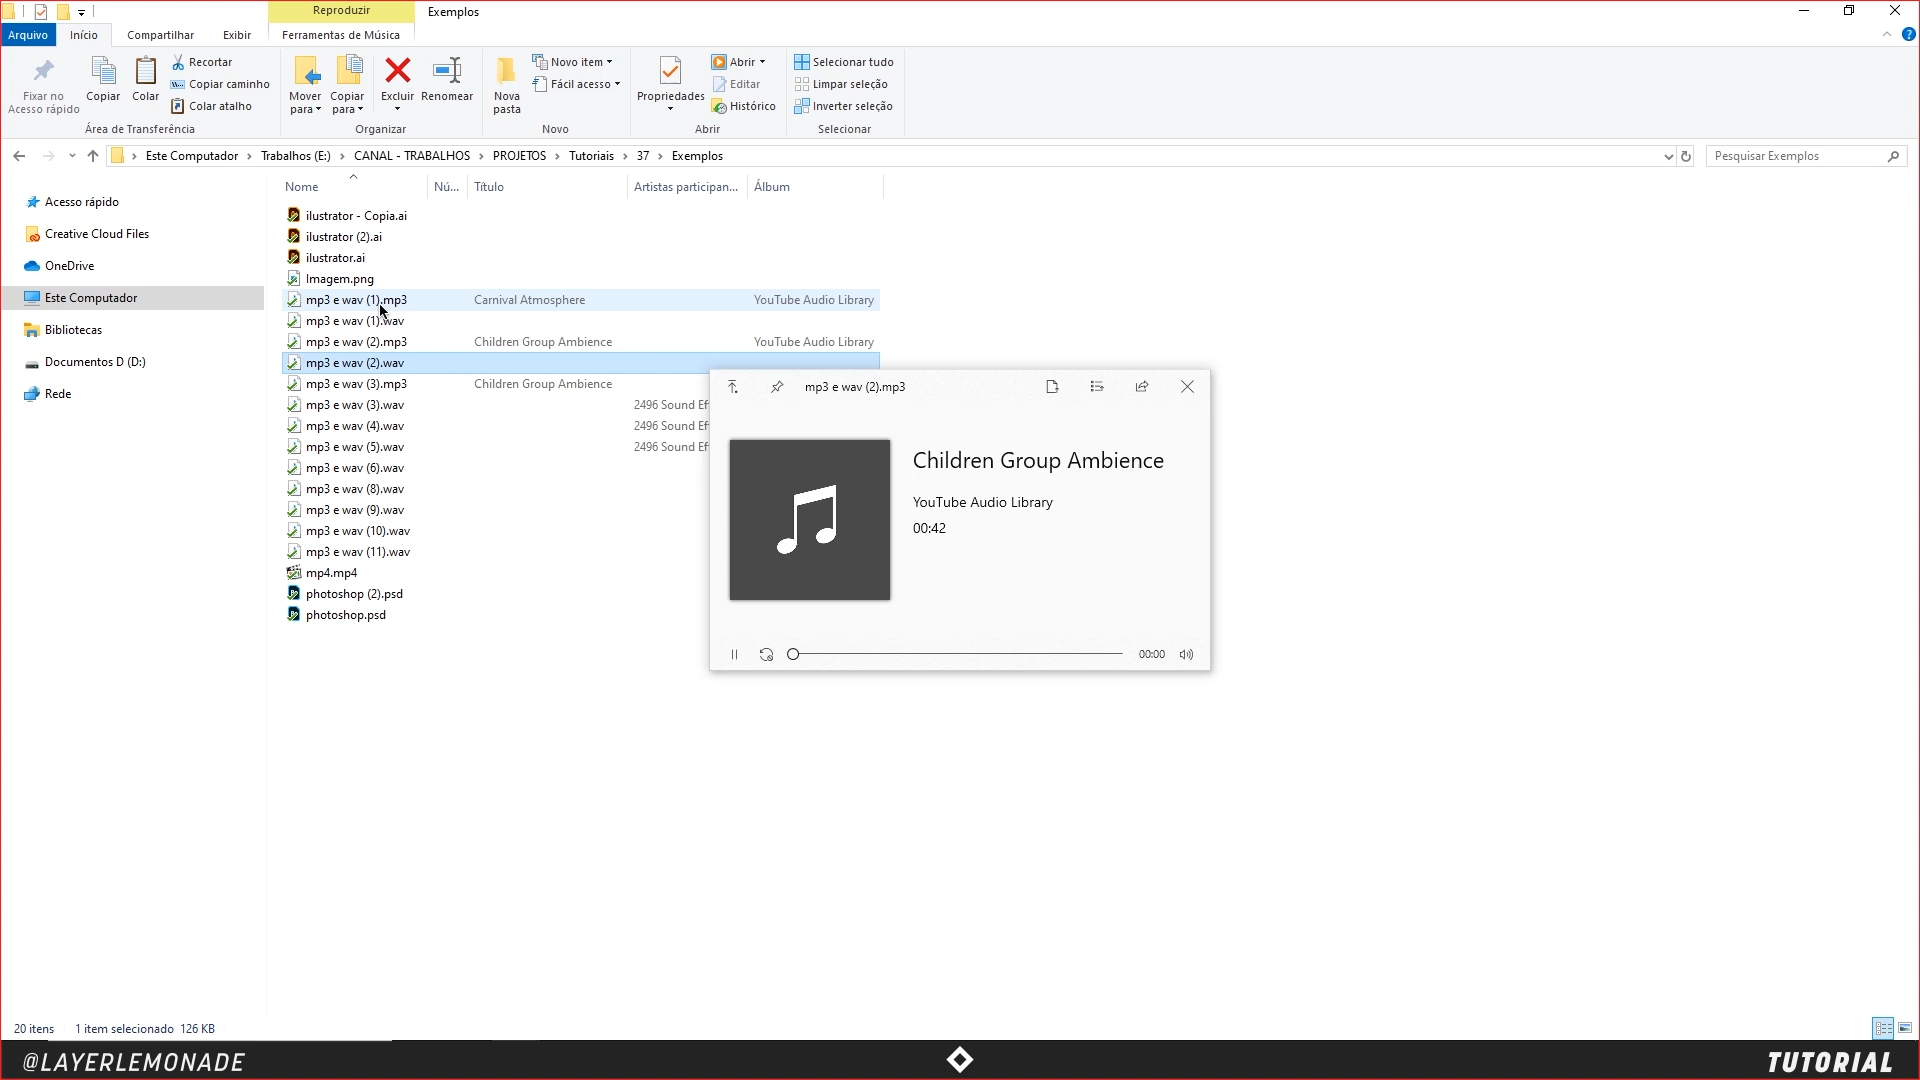 Reproduzir
Exemplos
Arquivo
Início
Compartilhar
Exibir
Ferramentas de Música
Fixar no
Acesso rápido
Copiar
Colar
Recortar
Copiar caminho
Colar atalho
Área de Transferência
Mover
para
Copiar
para
Excluir
Renomear
Organizar
Nova
pasta
Novo item
Fácil acesso
Novo
Propriedades
Abrir
Editar
Histórico
Abrir
Selecionar tudo
Limpar seleção
Inverter seleção
Selecionar
Este Computador > Trabalhos (E:) > CANAL - TRABALHOS > PROJETOS > Tutoriais > 37 > Exemplos
Pesquisar Exemplos
Acesso rápido
Creative Cloud Files
OneDrive
Este Computador
Bibliotecas
Documentos D (D:)
Rede
Nome Nú... Título Artistas participan... Álbum
ilustrator - Copia.ai
ilustrator (2).ai
ilustrator.ai
Imagem.png
mp3 e wav (1).mp3 Carnival Atmosphere YouTube Audio Library
mp3 e wav (1).wav
mp3 e wav (2).mp3 Children Group Ambience YouTube Audio Library
mp3 e wav (2).wav
mp3 e wav (3).mp3 Children Group Ambience
mp3 e wav (3).wav 2496 Sound Ef
mp3 e wav (4).wav 2496 Sound Ef
mp3 e wav (5).wav 2496 Sound Ef
mp3 e wav (6).wav
mp3 e wav (8).wav
mp3 e wav (9).wav
mp3 e wav (10).wav
mp3 e wav (11).wav
mp4.mp4
photoshop (2).psd
photoshop.psd
mp3 e wav (2).mp3
Children Group Ambience
YouTube Audio Library
00:42
00:00
20 itens 1 item selecionado 126 KB
@LAYERLEMONADE
TUTORIAL